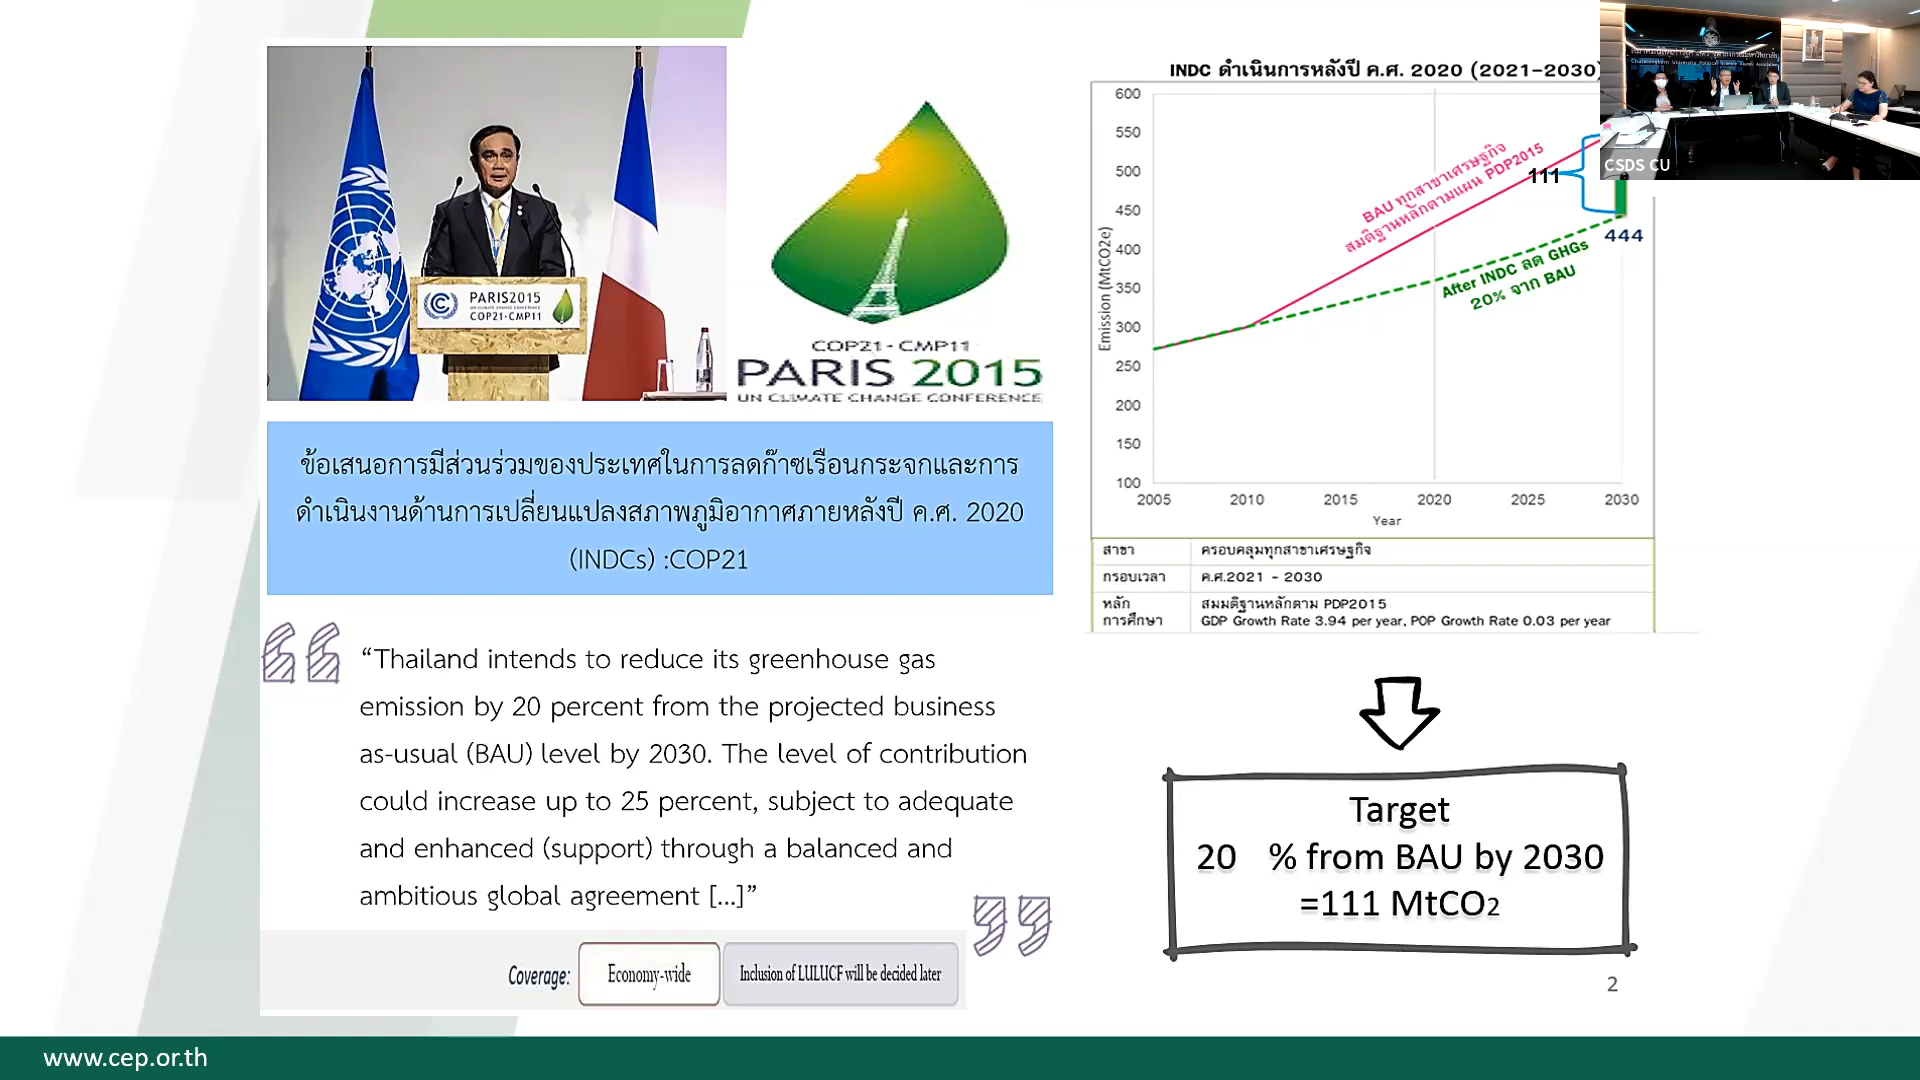 PARIS2015
UN CLIMATE CHANGE CONFERENCE
COP21·CMP11
COP21·CMP11
PARIS 2015
UN CLIMATE CHANGE CONFERENCE
ข้อเสนอการมีส่วนร่วมของประเทศในการลดก๊าซเรือนกระจกและการ
ดำเนินงานด้านการเปลี่ยนแปลงสภาพภูมิอากาศภายหลังปี ค.ศ. 2020
(INDCs) :COP21
“Thailand intends to reduce its greenhouse gas
emission by 20 percent from the projected business
as-usual (BAU) level by 2030. The level of contribution
could increase up to 25 percent, subject to adequate
and enhanced (support) through a balanced and
ambitious global agreement [...]”
Coverage:
Economy-wide
Inclusion of LULUCF will be decided later
INDC ดำเนินการหลังปี ค.ศ. 2020 (2021-2030)
600
550
500
450
400
350
300
250
200
150
100
Emission (MtCO2e)
2005 2010 2015 2020 2025 2030
Year
BAU ทุกสาขาเศรษฐกิจ
สมติฐานหลักตามแผน PDP2015
111
444
After INDC ลด GHGs
20% จาก BAU
สาขา ครอบคลุมทุกสาขาเศรษฐกิจ
กรอบเวลา ค.ศ.2021 - 2030
หลัก สมมติฐานหลักตาม PDP2015
การศึกษา GDP Growth Rate 3.94 per year, POP Growth Rate 0.03 per year
Chulalongkorn University Political Science Alumni Association
CSDS CU
Target
20 % from BAU by 2030
=111 MtCO2
2
www.cep.or.th